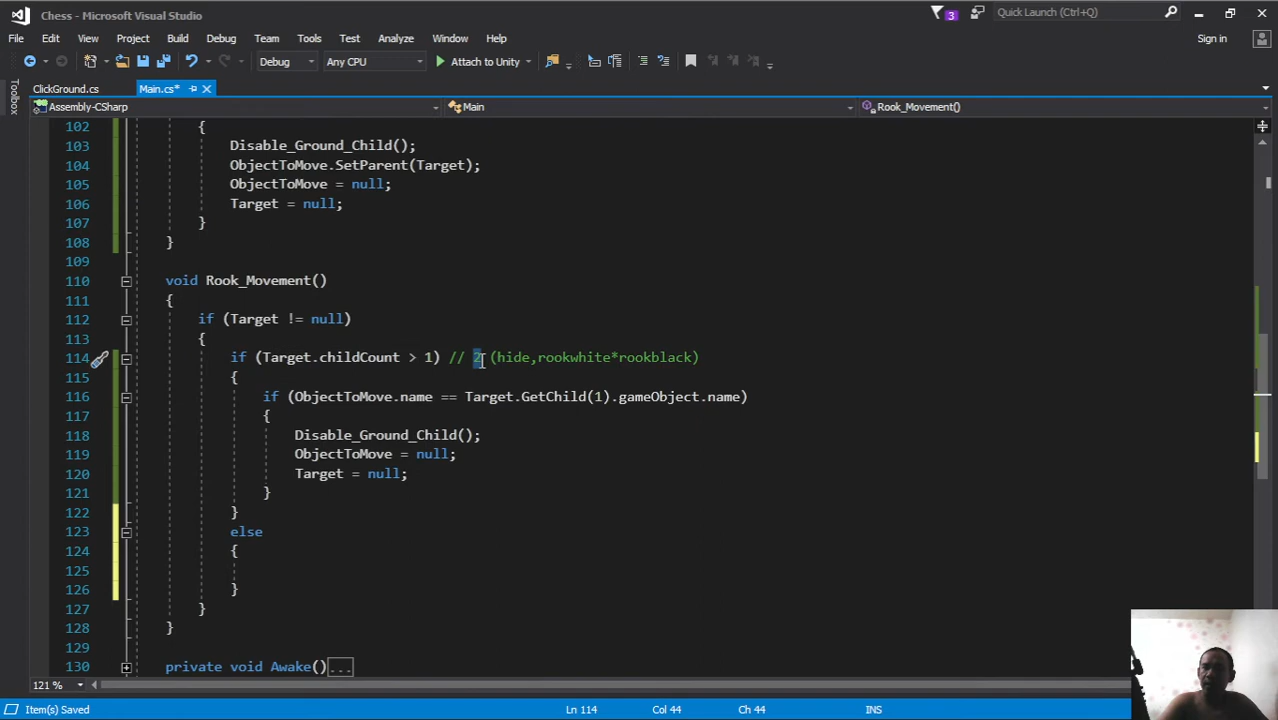 Chess - Microsoft Visual Studio
3
Quick Launch (Ctrl+Q)
File Edit View Project Build Debug Team Tools Test Analyze Window Help
Sign in
Debug Any CPU Attach to Unity
Toolbox
ClickGround.cs Main.cs*
Assembly-CSharp Main Rook_Movement()
102 {
103 Disable_Ground_Child();
104 ObjectToMove.SetParent(Target);
105 ObjectToMove = null;
106 Target = null;
107 }
108 }
109
110 void Rook_Movement()
111 {
112 if (Target != null)
113 {
114 if (Target.childCount > 1) // 2 (hide,rookwhite*rookblack)
115 {
116 if (ObjectToMove.name == Target.GetChild(1).gameObject.name)
117 {
118 Disable_Ground_Child();
119 ObjectToMove = null;
120 Target = null;
121 }
122 }
123 else
124 {
125
126 }
127 }
128 }
129
130 private void Awake()...
121 %
Item(s) Saved Ln 114 Col 44 Ch 44 INS